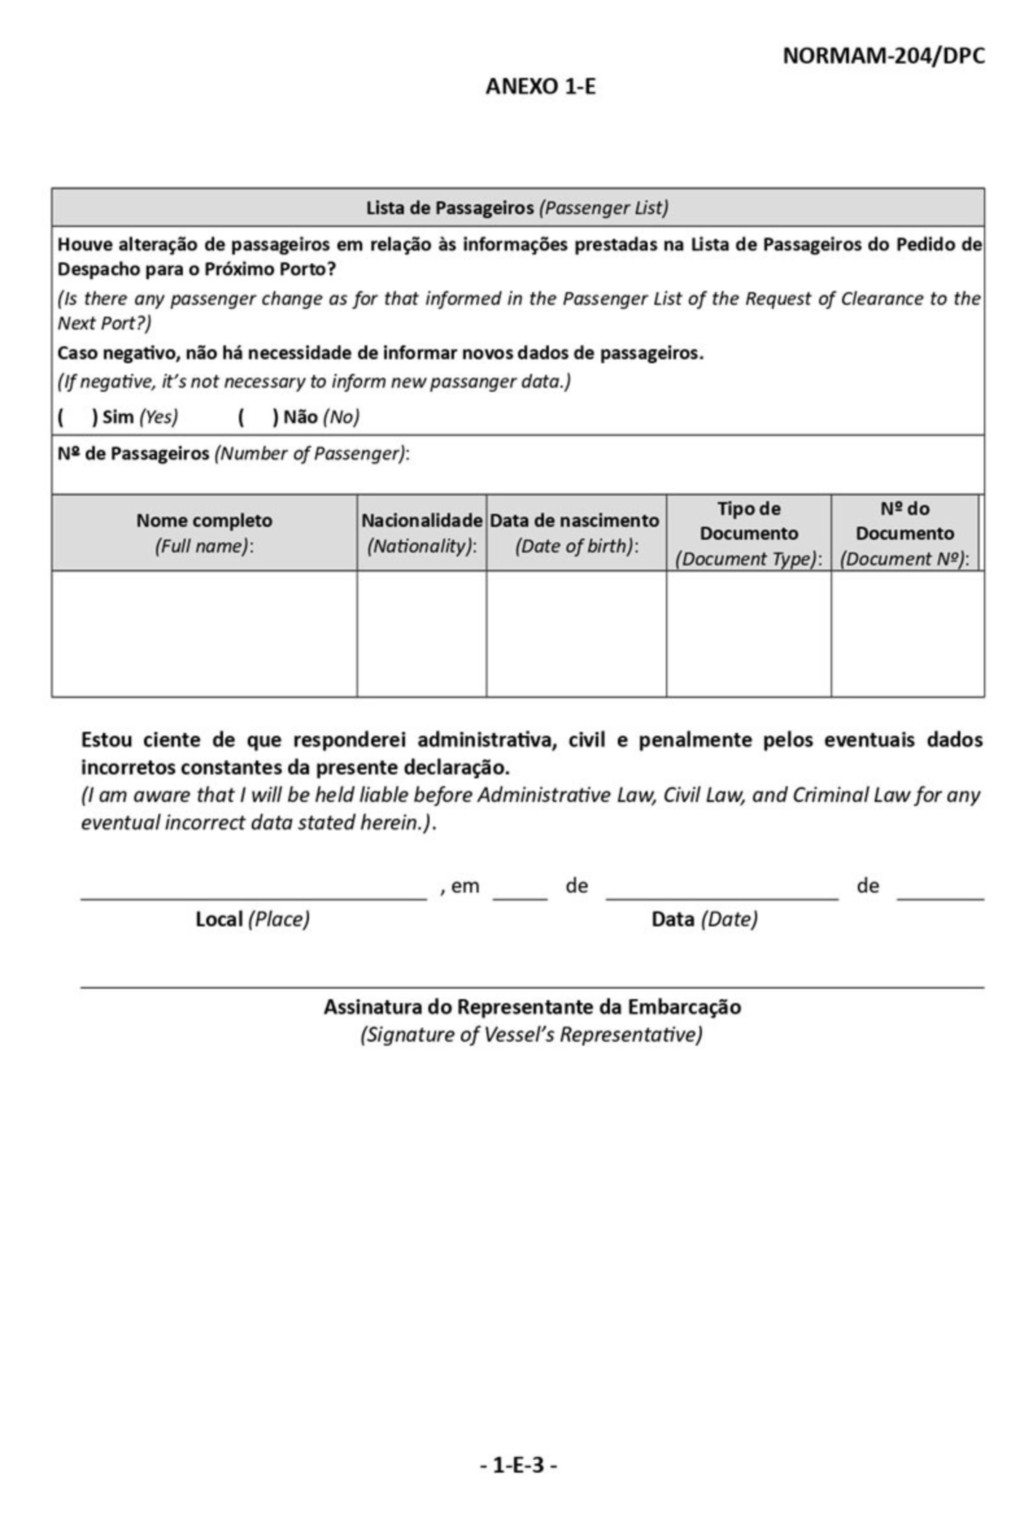 NORMAM-204/DPC
ANEXO 1-E
Lista de Passageiros (Passenger List)
Houve alteração de passageiros em relação às informações prestadas na Lista de Passageiros do Pedido de
Despacho para o Próximo Porto?
(Is there any passenger change as for that informed in the Passenger List of the Request of Clearance to the
Next Port?)
Caso negativo, não há necessidade de informar novos dados de passageiros.
(If negative, it's not necessary to inform new passanger data.)
( ) Sim (Yes) ( ) Não (No)
Nº de Passageiros (Number of Passenger):
Nome completo
(Full name):
Nacionalidade
(Nationality):
Data de nascimento
(Date of birth):
Tipo de
Documento
(Document Type):
Nº do
Documento
(Document Nº):
Estou ciente de que responderei administrativa, civil e penalmente pelos eventuais dados
incorretos constantes da presente declaração.
(I am aware that I will be held liable before Administrative Law, Civil Law, and Criminal Law for any
eventual incorrect data stated herein.).
____________________ , em _____ de ____________________ de ________
Local (Place) Data (Date)
Assinatura do Representante da Embarcação
(Signature of Vessel's Representative)
- 1-E-3 -